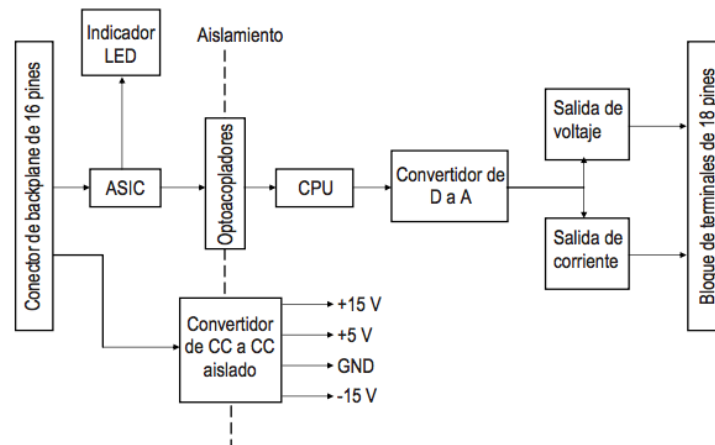 Conector de backplane de 16 pines
Indicador
LED
Aislamiento
ASIC
Optoacopladores
CPU
Convertidor de
D a A
Salida de
voltaje
Salida de
corriente
Bloque de terminales de 18 pines
Convertidor
de CC a CC
aislado
+15 V
+5 V
GND
-15 V